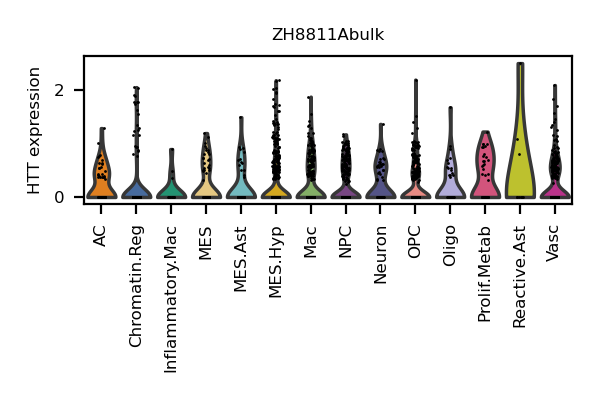 ZH8811Abulk
HTT expression
2
0
AC
Chromatin.Reg
Inflammatory.Mac
MES
MES.Ast
MES.Hyp
Mac
NPC
Neuron
OPC
Oligo
Prolif.Metab
Reactive.Ast
Vasc